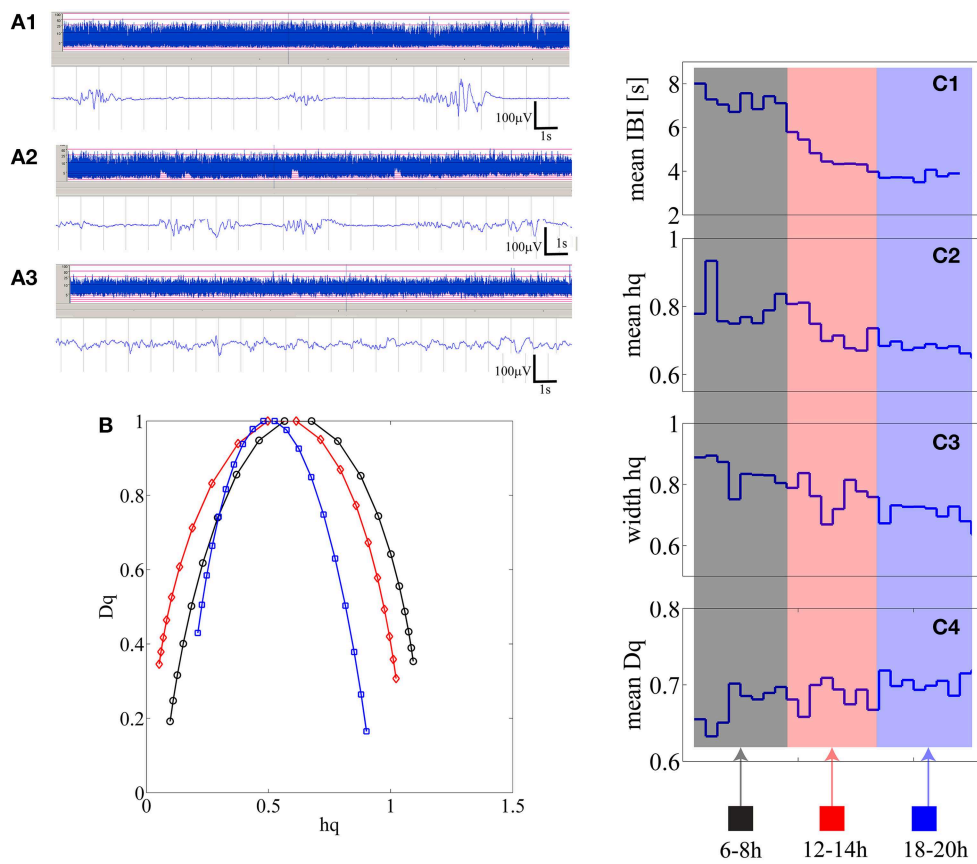 A1
100μV
1s
A2
100μV
1s
A3
100μV
1s
B
Dq
1
0.8
0.6
0.4
0.2
0
0.5
1
1.5
hq
C1
mean IBI [s]
8
6
4
2
C2
mean hq
1
0.8
0.6
C3
width hq
1
0.8
0.6
C4
mean Dq
0.8
0.7
0.6
6-8h
12-14h
18-20h